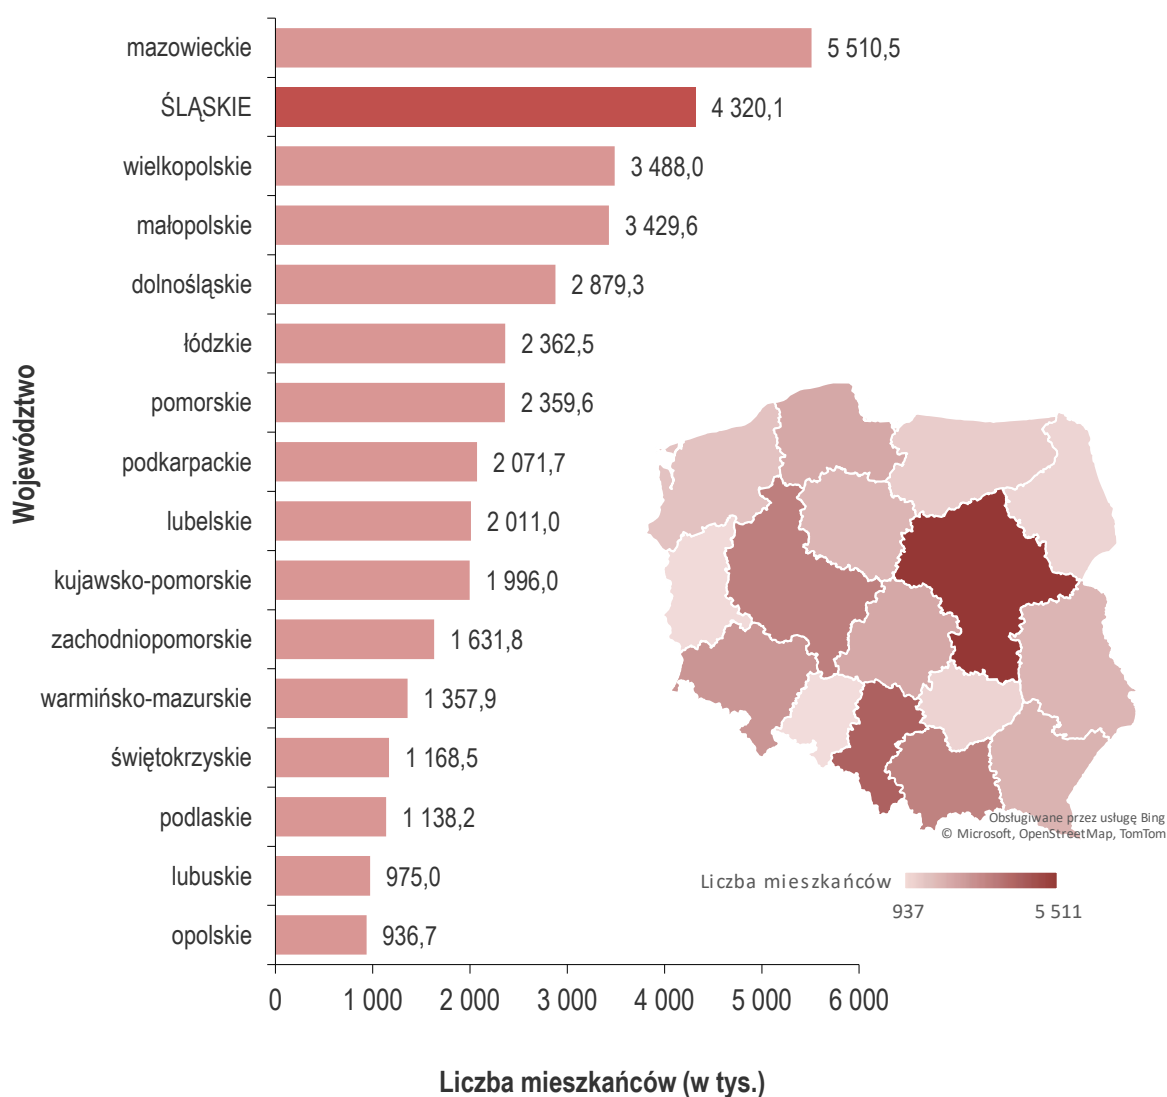 Województwo
mazowieckie 5 510,5
ŚLĄSKIE 4 320,1
wielkopolskie 3 488,0
małopolskie 3 429,6
dolnośląskie 2 879,3
łódzkie 2 362,5
pomorskie 2 359,6
podkarpackie 2 071,7
lubelskie 2 011,0
kujawsko-pomorskie 1 996,0
zachodniopomorskie 1 631,8
warmińsko-mazurskie 1 357,9
świętokrzyskie 1 168,5
podlaskie 1 138,2
lubuskie 975,0
opolskie 936,7
0 1 000 2 000 3 000 4 000 5 000 6 000
Liczba mieszkańców (w tys.)
Obsługiwane przez usługę Bing
© Microsoft, OpenStreetMap, TomTom
Liczba mieszkańców
937 5 511